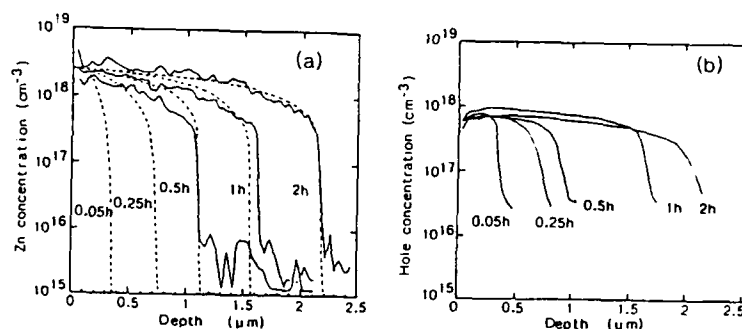 (a)
Zn concentration (cm⁻³)
10¹⁹
10¹⁸
10¹⁷
10¹⁶
10¹⁵
0.05h
0.25h
0.5h
1h
2h
0 0.5 1 1.5 2 2.5
Depth (μm)
(b)
Hole concentration (cm⁻³)
10¹⁹
10¹⁸
10¹⁷
10¹⁶
10¹⁵
0.05h
0.25h
0.5h
1h
2h
0 0.5 1 1.5 2 2.5
Depth (μm)